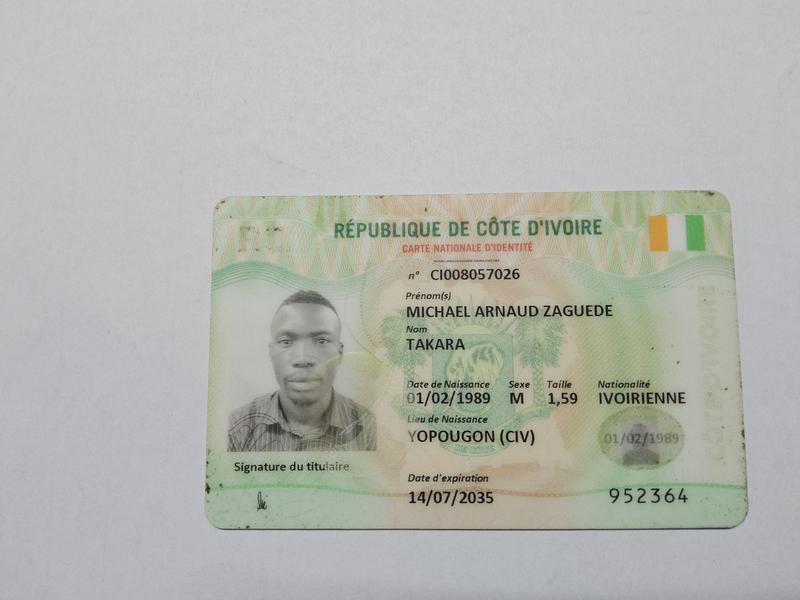 RÉPUBLIQUE DE CÔTE D'IVOIRE
CARTE NATIONALE D'IDENTITÉ
n° CI008057026
Prénom(s)
MICHAEL ARNAUD ZAGUEDE
Nom
TAKARA
Date de Naissance Sexe Taille Nationalité
01/02/1989 M 1,59 IVOIRIENNE
Lieu de Naissance
YOPOUGON (CIV)
01/02/1989
Signature du titulaire
Date d'expiration
14/07/2035
952364